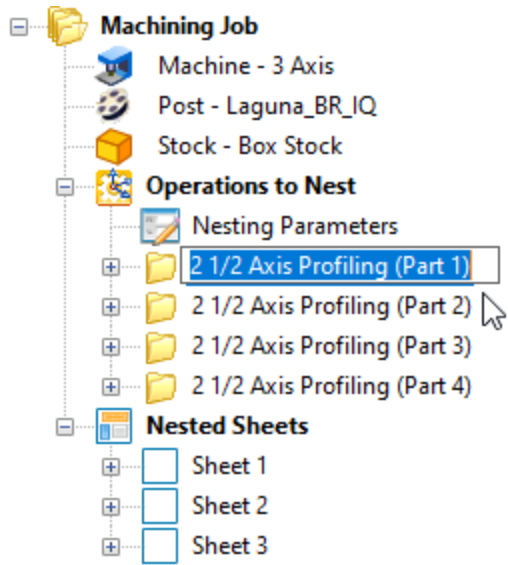 Machining Job
Machine - 3 Axis
Post - Laguna_BR_IQ
Stock - Box Stock
Operations to Nest
Nesting Parameters
2 1/2 Axis Profiling (Part 1)
2 1/2 Axis Profiling (Part 2)
2 1/2 Axis Profiling (Part 3)
2 1/2 Axis Profiling (Part 4)
Nested Sheets
Sheet 1
Sheet 2
Sheet 3